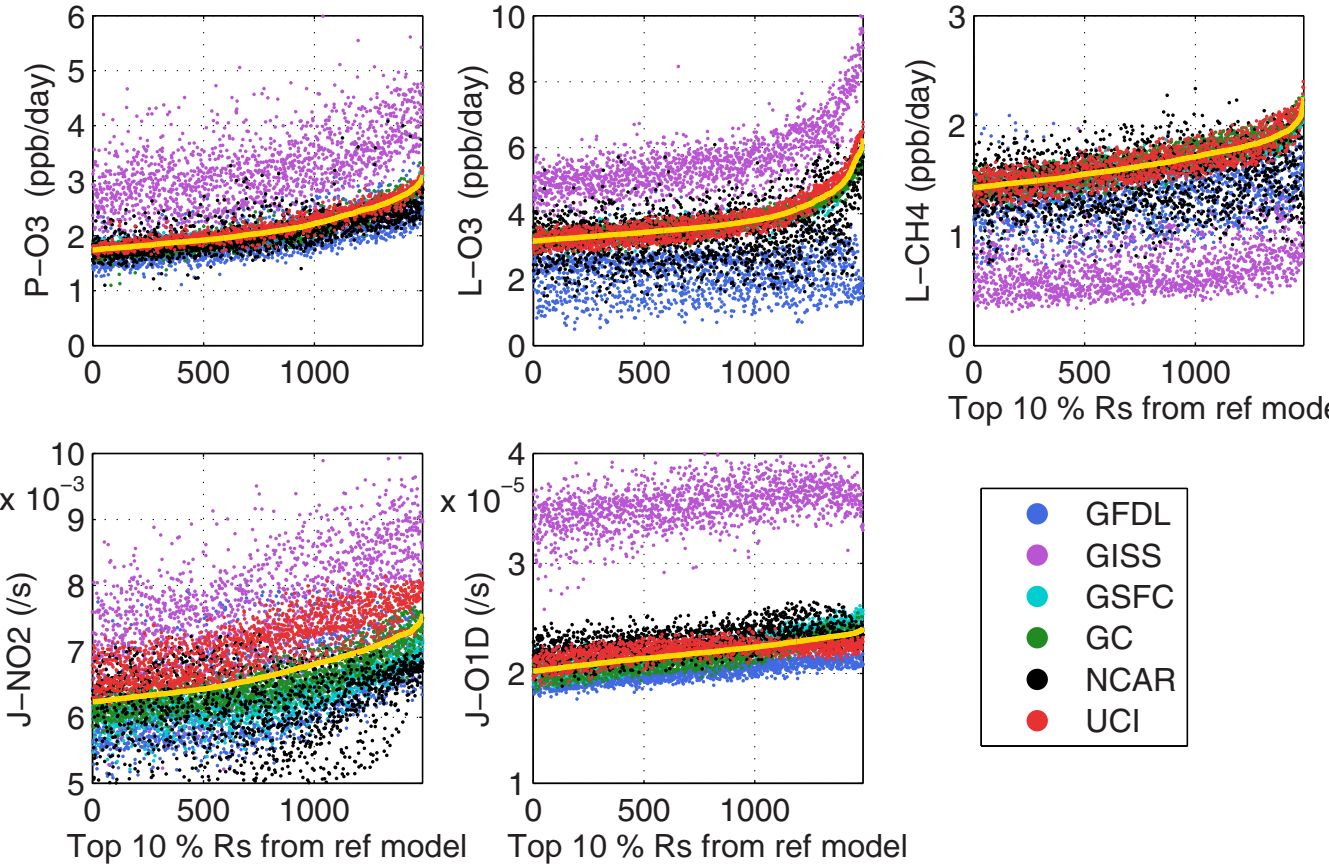 6
5
4
3
2
1
0
P−O3 (ppb/day)
0 500 1000
10
8
6
4
2
0
L−O3 (ppb/day)
0 500 1000
3
2
1
0
L−CH4 (ppb/day)
0 500 1000
Top 10 % Rs from ref mode
10
x 10−3
9
8
7
6
5
J−NO2 (/s)
0 500 1000
Top 10 % Rs from ref model
4
x 10−5
3
2
1
J−O1D (/s)
0 500 1000
Top 10 % Rs from ref model
GFDL
GISS
GSFC
GC
NCAR
UCI